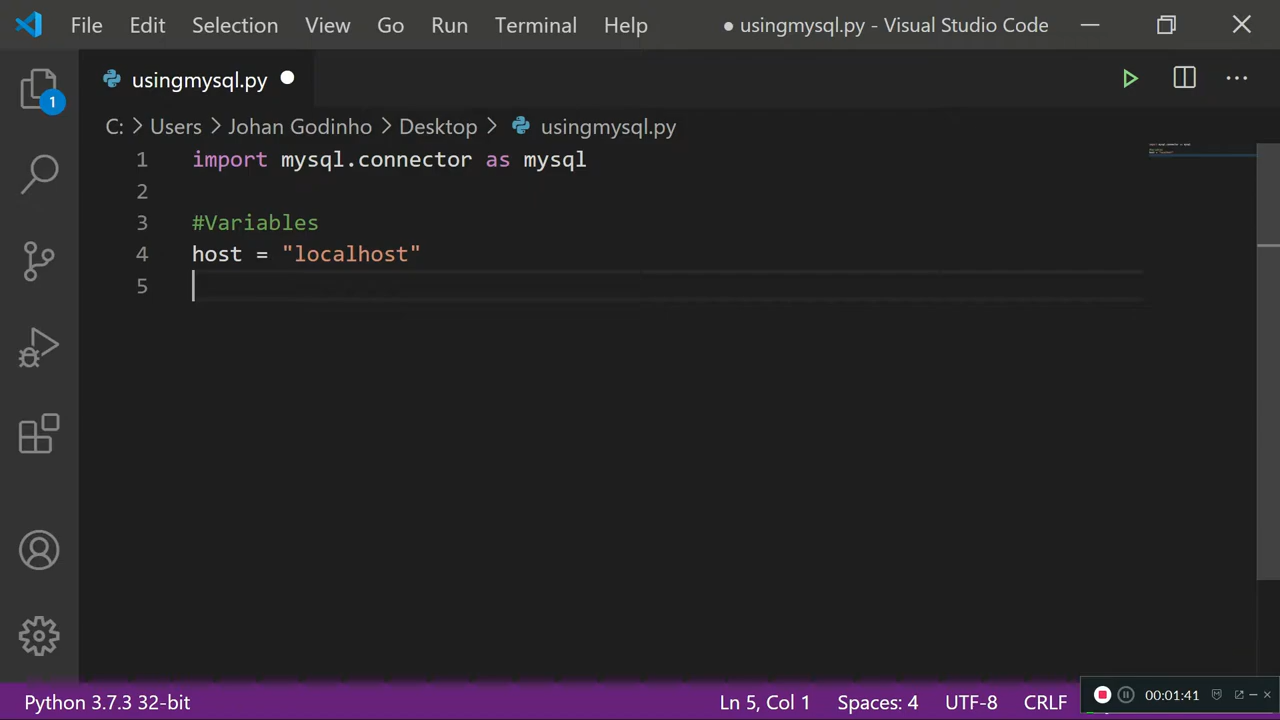 File Edit Selection View Go Run Terminal Help ● usingmysql.py - Visual Studio Code
usingmysql.py
1
C: > Users > Johan Godinho > Desktop > usingmysql.py
1 import mysql.connector as mysql
2
3 #Variables
4 host = "localhost"
5
Python 3.7.3 32-bit Ln 5, Col 1 Spaces: 4 UTF-8 CRLF 00:01:41